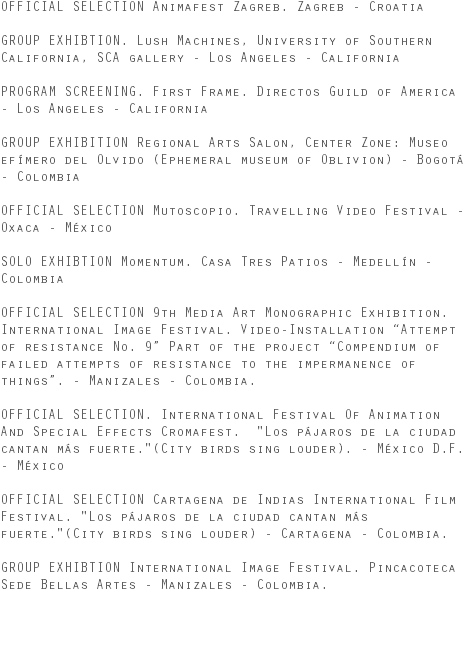 OFFICIAL SELECTION Animafest Zagreb. Zagreb - Croatia
GROUP EXHIBTION. Lush Machines, University of Southern
California, SCA gallery - Los Angeles - California
PROGRAM SCREENING. First Frame. Directos Guild of America
- Los Angeles - California
GROUP EXHIBITION Regional Arts Salon, Center Zone: Museo
efímero del Olvido (Ephemeral museum of Oblivion) - Bogotá
- Colombia
OFFICIAL SELECTION Mutoscopio. Travelling Video Festival -
Oxaca - México
SOLO EXHIBTION Momentum. Casa Tres Patios - Medellín -
Colombia
OFFICIAL SELECTION 9th Media Art Monographic Exhibition.
International Image Festival. Video-Installation “Attempt
of resistance No. 9” Part of the project “Compendium of
failed attempts of resistance to the impermanence of
things”. - Manizales - Colombia.
OFFICIAL SELECTION. International Festival Of Animation
And Special Effects Cromafest.  "Los pájaros de la ciudad
cantan más fuerte."(City birds sing louder). - México D.F.
- México
OFFICIAL SELECTION Cartagena de Indias International Film
Festival. "Los pájaros de la ciudad cantan más
fuerte."(City birds sing louder) - Cartagena - Colombia.
GROUP EXHIBTION International Image Festival. Pincacoteca
Sede Bellas Artes - Manizales - Colombia.